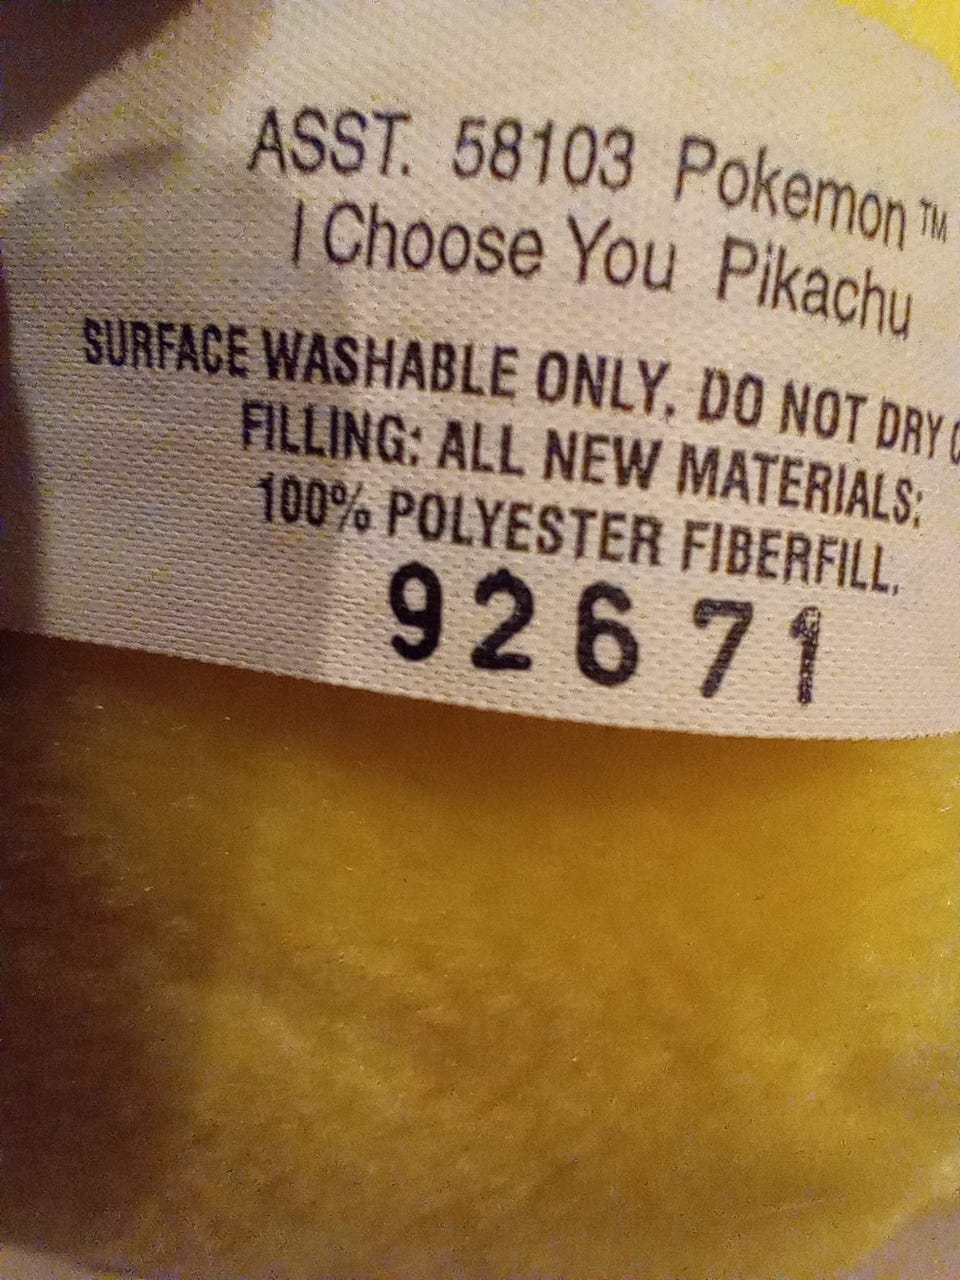 ASST. 58103 Pokemon™
I Choose You Pikachu
SURFACE WASHABLE ONLY. DO NOT DRY
FILLING: ALL NEW MATERIALS:
100% POLYESTER FIBERFILL.
92671